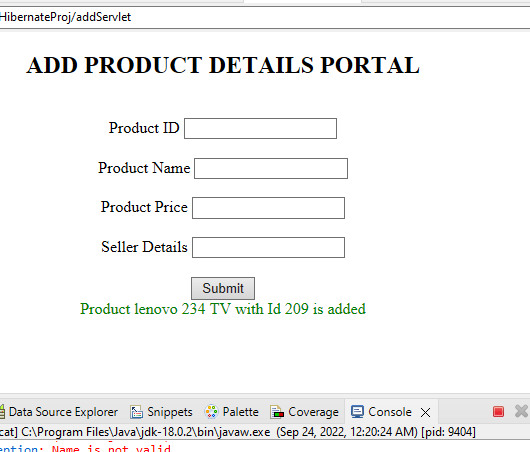 HibernateProj/addServlet
ADD PRODUCT DETAILS PORTAL
Product ID
Product Name
Product Price
Seller Details
Submit
Product lenovo 234 TV with Id 209 is added
Data Source Explorer Snippets Palette Coverage Console
cat] C:\Program Files\Java\jdk-18.0.2\bin\javaw.exe (Sep 24, 2022, 12:20:24 AM) [pid: 9404]
ention: Name is not valid